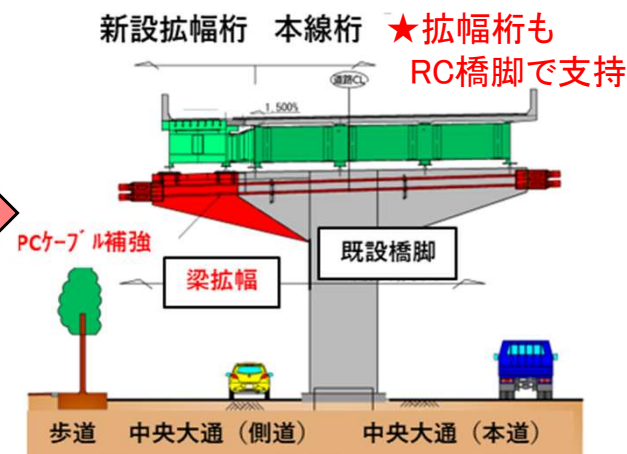 新設拡幅桁 本線桁 ★拡幅桁も
RC橋脚で支持
道路CL
1.500%
PCケーブル補強
梁拡幅
既設橋脚
歩道 中央大通（側道） 中央大通（本道）